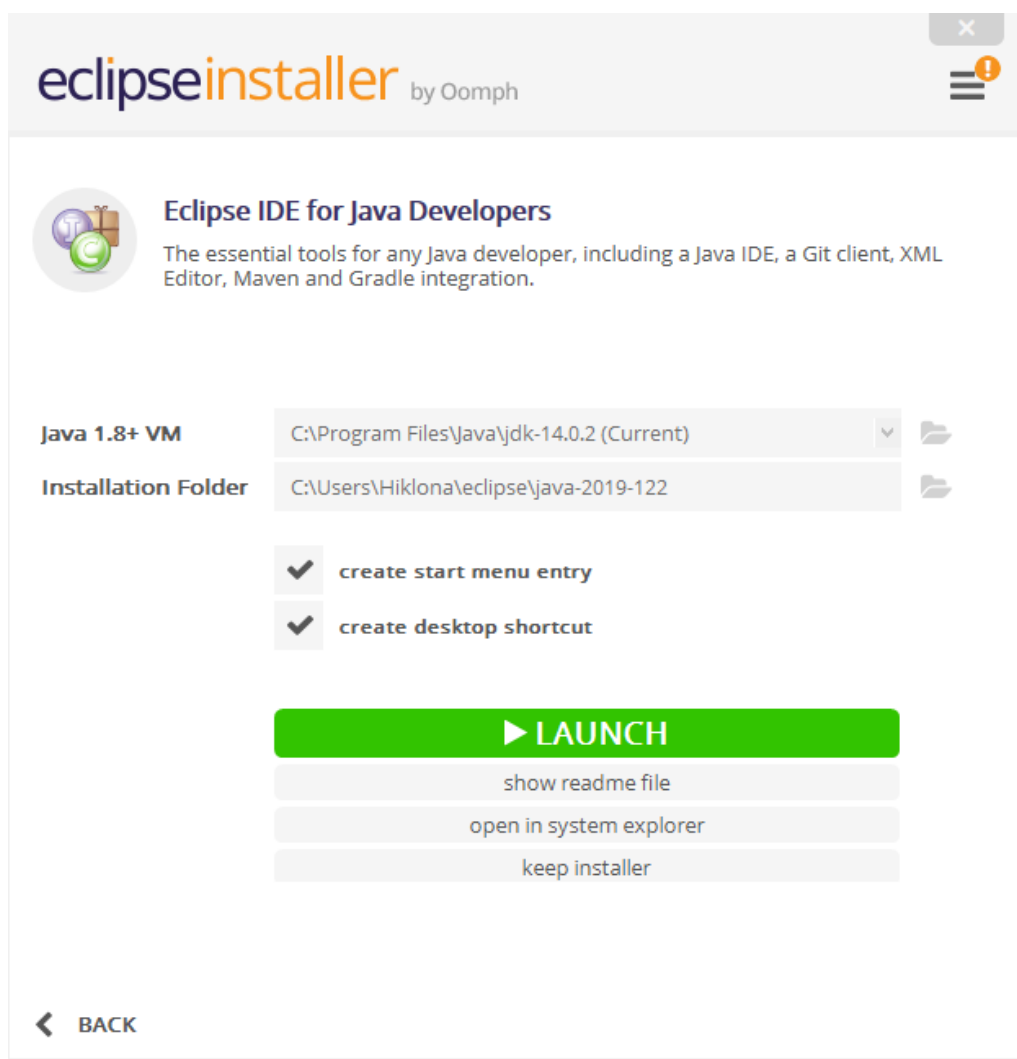 eclipseinstaller by Oomph
Eclipse IDE for Java Developers
The essential tools for any Java developer, including a Java IDE, a Git client, XML
Editor, Maven and Gradle integration.
Java 1.8+ VM C:\Program Files\Java\jdk-14.0.2 (Current)
Installation Folder C:\Users\Hiklona\eclipse\java-2019-122
create start menu entry
create desktop shortcut
LAUNCH
show readme file
open in system explorer
keep installer
BACK